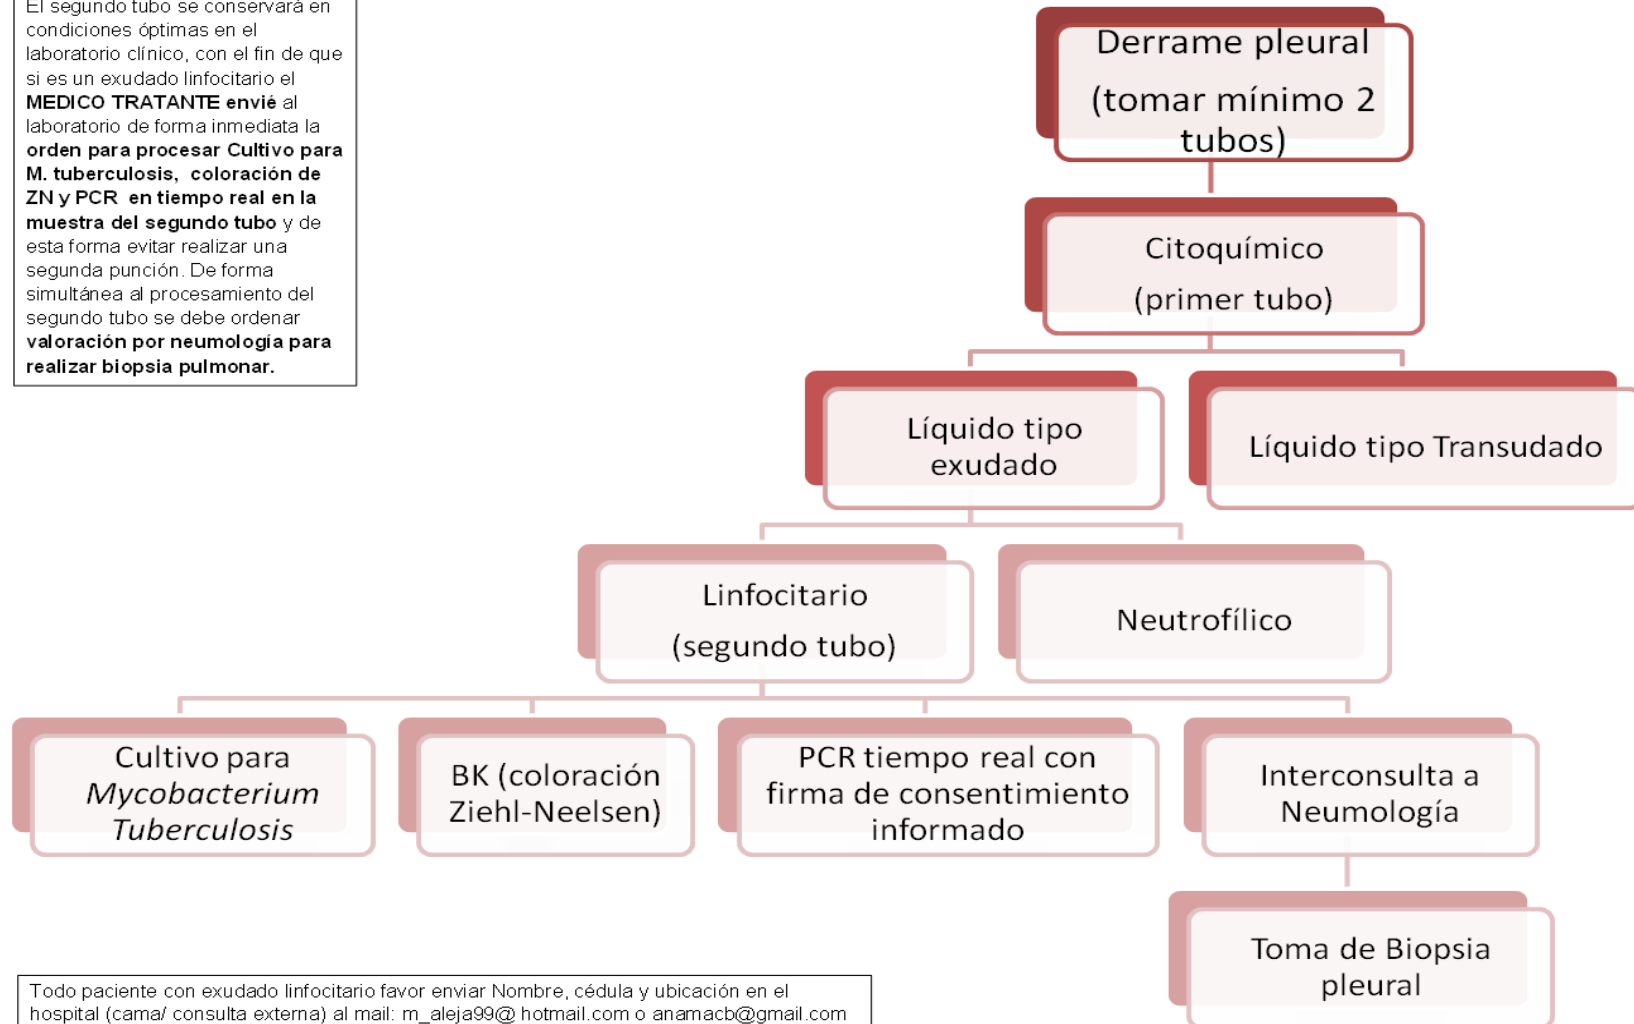 El segundo tubo se conservará en
condiciones óptimas en el
laboratorio clínico, con el fin de que
si es un exudado linfocitario el
MEDICO TRATANTE envié al
laboratorio de forma inmediata la
orden para procesar Cultivo para
M. tuberculosis, coloración de
ZN y PCR en tiempo real en la
muestra del segundo tubo y de
esta forma evitar realizar una
segunda punción. De forma
simultánea al procesamiento del
segundo tubo se debe ordenar
valoración por neumología para
realizar biopsia pulmonar.
Derrame pleural
(tomar mínimo 2
tubos)
Citoquímico
(primer tubo)
Líquido tipo
exudado
Líquido tipo Transudado
Linfocitario
(segundo tubo)
Neutrofílico
Cultivo para
Mycobacterium
Tuberculosis
BK (coloración
Ziehl-Neelsen)
PCR tiempo real con
firma de consentimiento
informado
Interconsulta a
Neumología
Toma de Biopsia
pleural
Todo paciente con exudado linfocitario favor enviar Nombre, cédula y ubicación en el
hospital (cama/ consulta externa) al mail: m_aleja99@ hotmail.com o anamacb@gmail.com